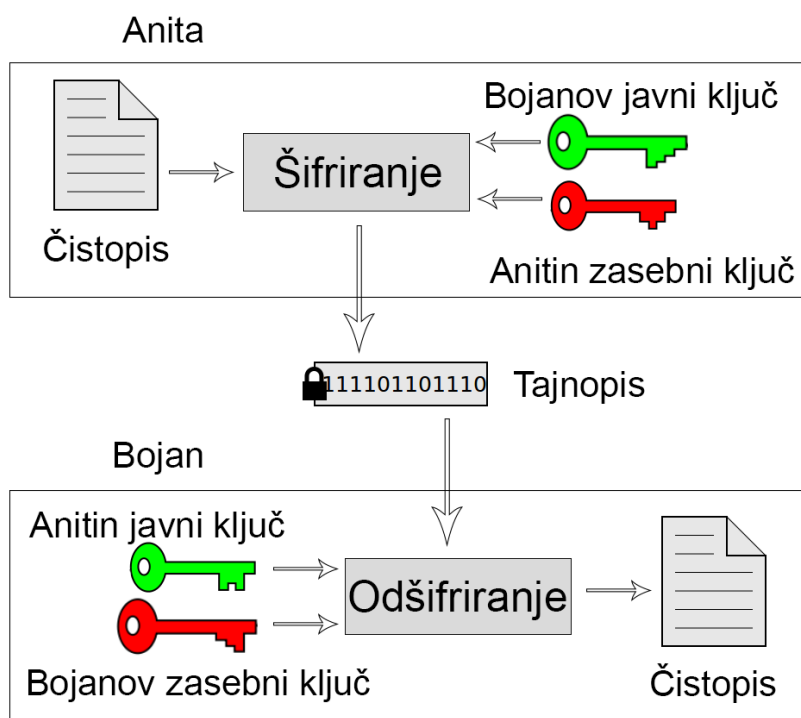 Anita
Bojanov javni ključ
Šifriranje
Čistopis
Anitin zasebni ključ
111101101110
Tajnopis
Bojan
Anitin javni ključ
Odšifriranje
Bojanov zasebni ključ
Čistopis